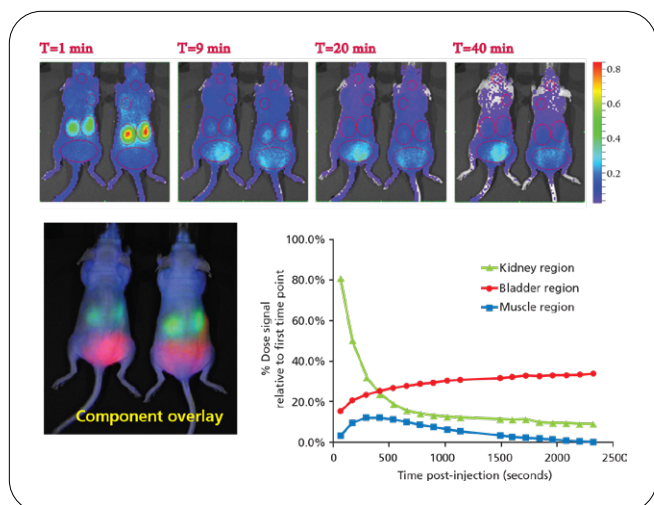 T=1 min
T=9 min
T=20 min
T=40 min
0.8
0.6
0.4
0.2
Component overlay
100.0%
80.0%
60.0%
40.0%
20.0%
0.0%
% Dose signal
relative to first time point
Kidney region
Bladder region
Muscle region
0 500 1000 1500 2000 2500
Time post-injection (seconds)